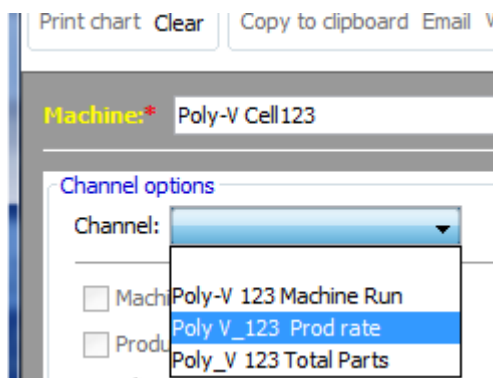 Print chart Clear Copy to clipboard Email
Machine:* Poly-V Cell123
Channel options
Channel:
Poly-V 123 Machine Run
Poly V_123 Prod rate
Poly_V 123 Total Parts